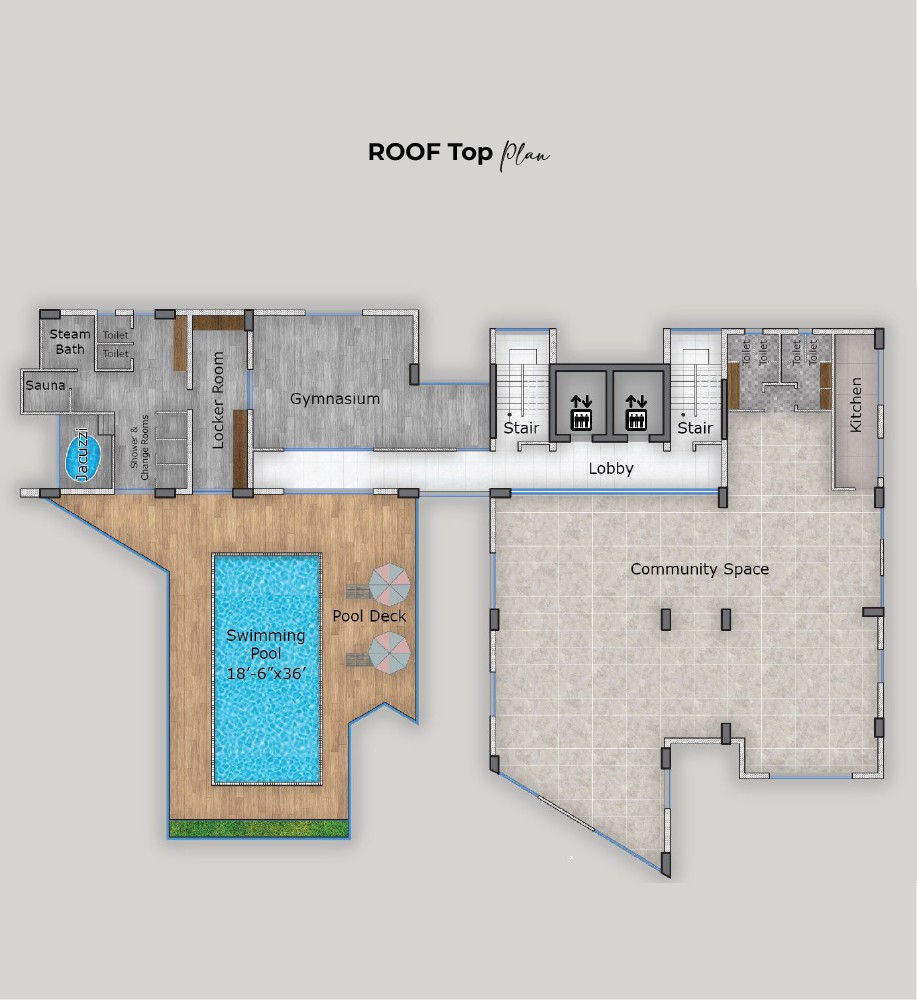 ROOF Top Plan
Steam
Bath
Toilet
Toilet
Sauna
Jacuzzi
Shower &
Change Rooms
Locker Room
Gymnasium
Stair
Stair
Lobby
Toilet
Toilet
Toilet
Toilet
Kitchen
Community Space
Swimming
Pool
18’-6”x36’
Pool Deck